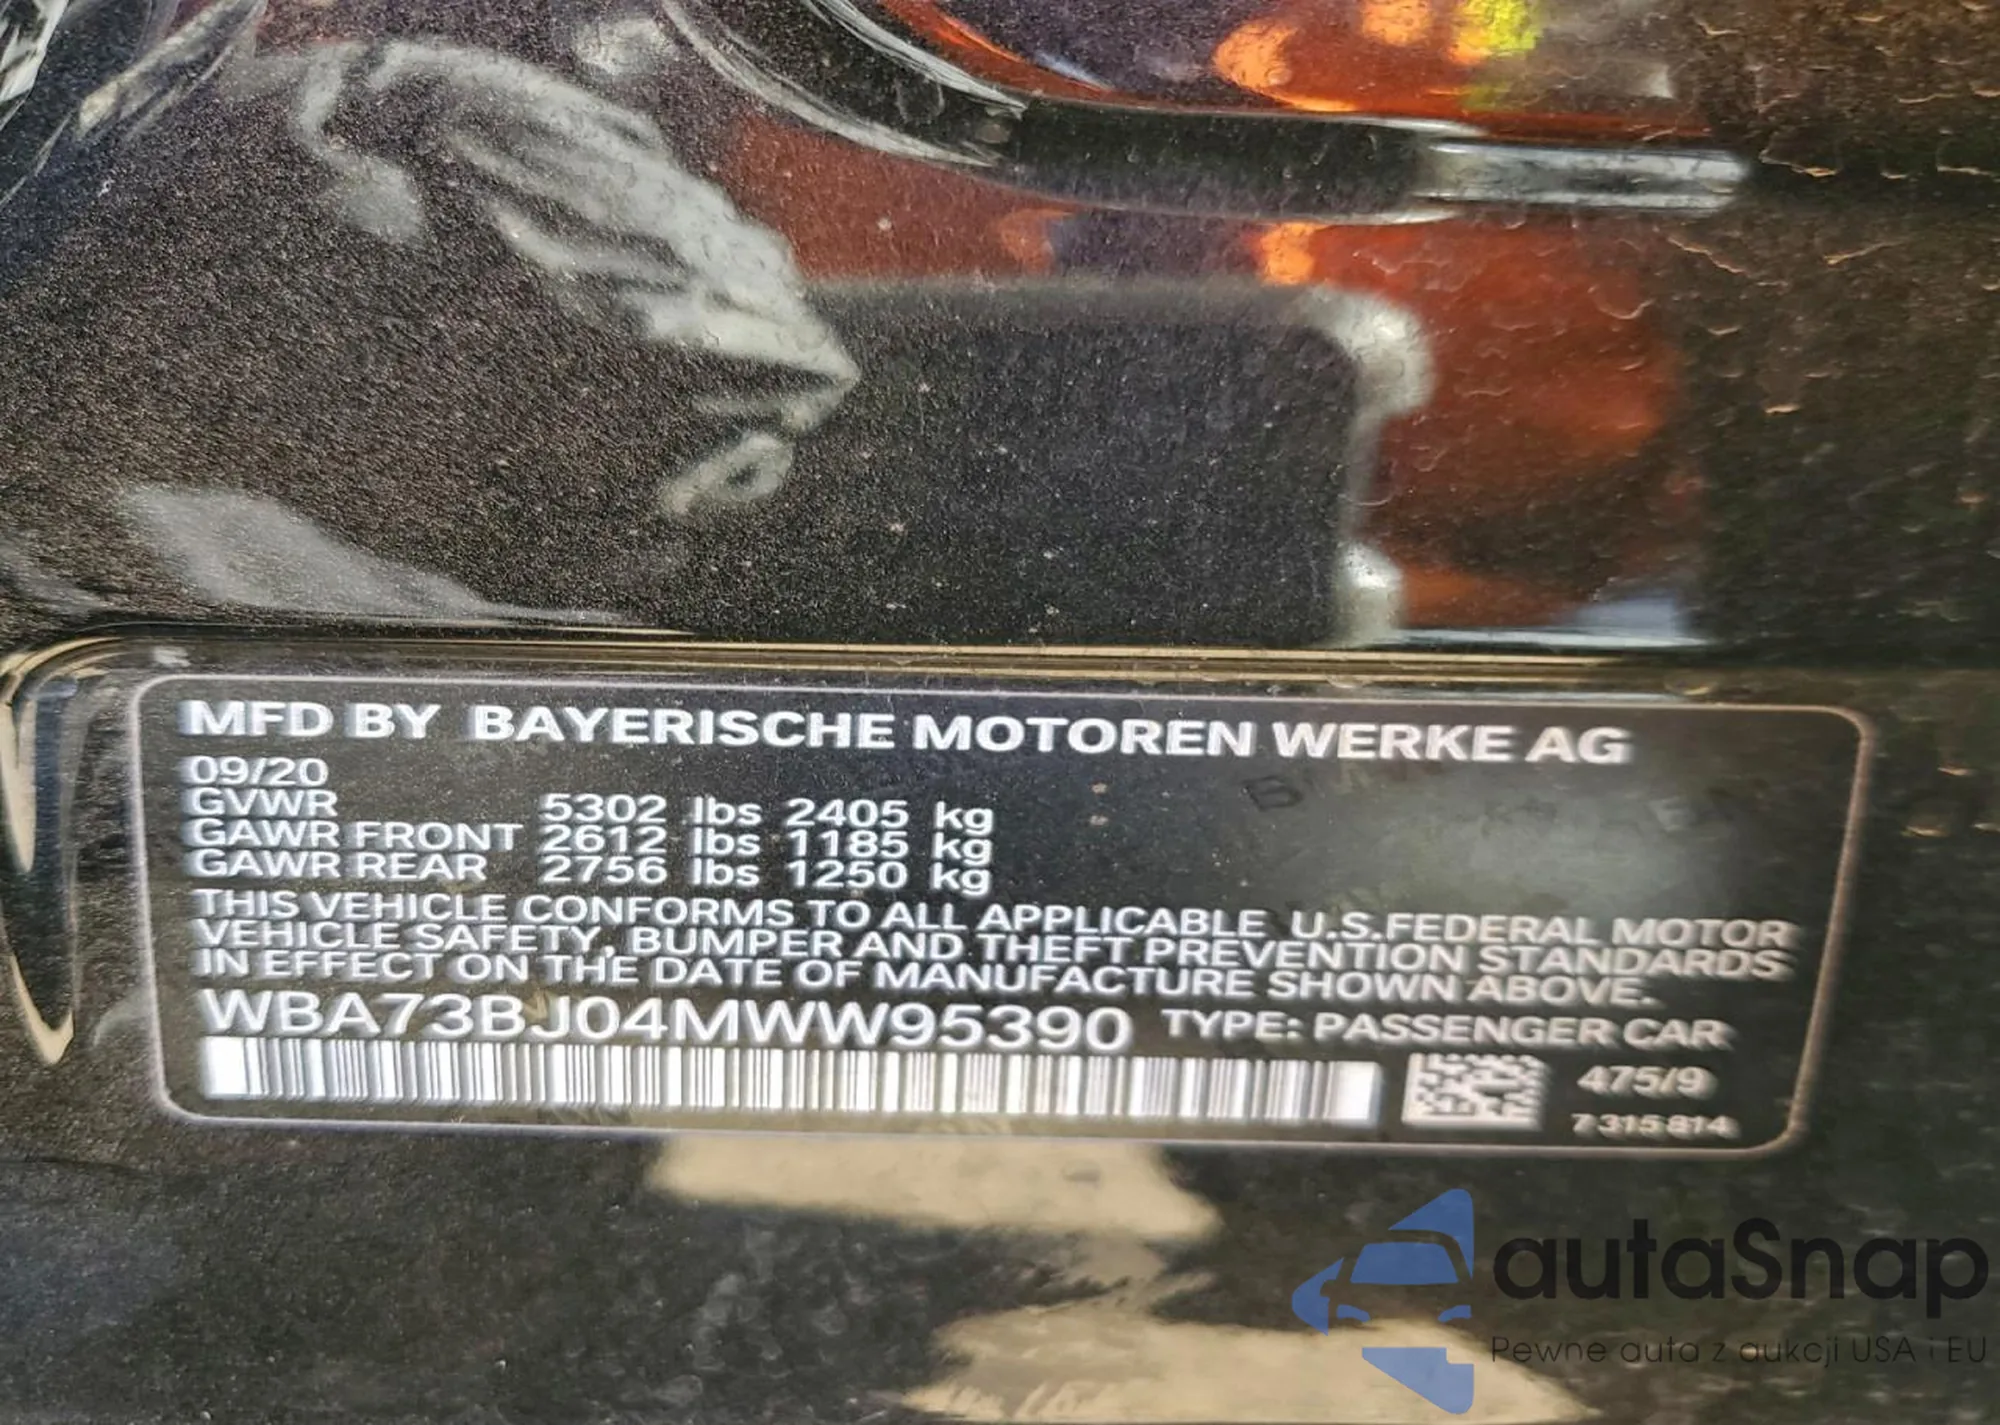 MFD BY BAYERISCHE MOTOREN WERKE AG
09/20
GVWR 5302 lbs 2405 kg
GAWR FRONT 2612 lbs 1185 kg
GAWR REAR 2756 lbs 1250 kg
THIS VEHICLE CONFORMS TO ALL APPLICABLE U.S.FEDERAL MOTOR
VEHICLE SAFETY, BUMPER AND THEFT PREVENTION STANDARDS
IN EFFECT ON THE DATE OF MANUFACTURE SHOWN ABOVE.
WBA73BJ04MWW95390 TYPE: PASSENGER CAR
475/9
7 315 814
autaSnap
Pewne auta z aukcji USA i EU